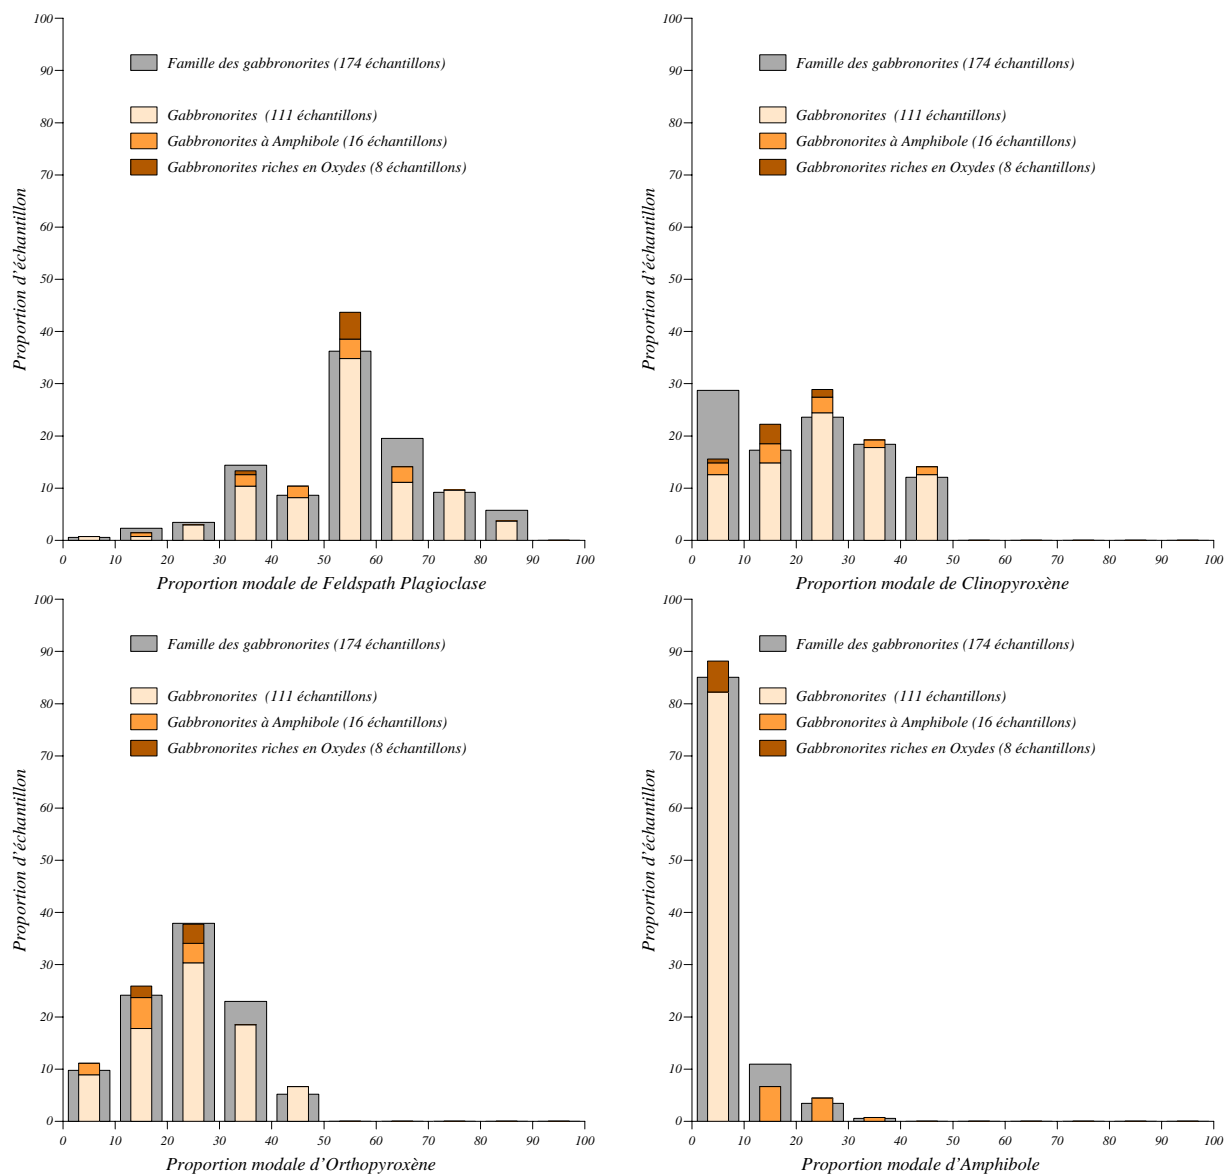 100
90
80
70
60
50
40
30
20
10
0
Proportion d'échantillon
Famille des gabbronorites (174 échantillons)
Gabbronorites (111 échantillons)
Gabbronorites à Amphibole (16 échantillons)
Gabbronorites riches en Oxydes (8 échantillons)
0 10 20 30 40 50 60 70 80 90 100
Proportion modale de Feldspath Plagioclase
100
90
80
70
60
50
40
30
20
10
0
Proportion d'échantillon
Famille des gabbronorites (174 échantillons)
Gabbronorites (111 échantillons)
Gabbronorites à Amphibole (16 échantillons)
Gabbronorites riches en Oxydes (8 échantillons)
0 10 20 30 40 50 60 70 80 90 100
Proportion modale de Clinopyroxène
100
90
80
70
60
50
40
30
20
10
0
Proportion d'échantillon
Famille des gabbronorites (174 échantillons)
Gabbronorites (111 échantillons)
Gabbronorites à Amphibole (16 échantillons)
Gabbronorites riches en Oxydes (8 échantillons)
0 10 20 30 40 50 60 70 80 90 100
Proportion modale d'Orthopyroxène
100
90
80
70
60
50
40
30
20
10
0
Proportion d'échantillon
Famille des gabbronorites (174 échantillons)
Gabbronorites (111 échantillons)
Gabbronorites à Amphibole (16 échantillons)
Gabbronorites riches en Oxydes (8 échantillons)
0 10 20 30 40 50 60 70 80 90 100
Proportion modale d'Amphibole